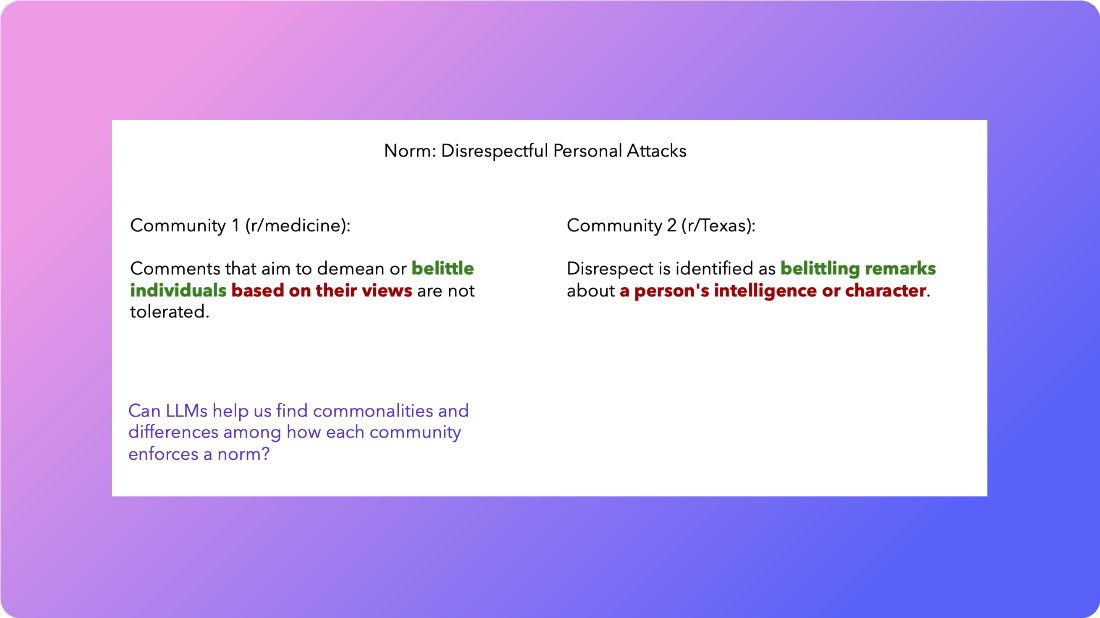 Norm: Disrespectful Personal Attacks
Community 1 (r/medicine):
Comments that aim to demean or belittle
individuals based on their views are not
tolerated.
Community 2 (r/Texas):
Disrespect is identified as belittling remarks
about a person's intelligence or character.
Can LLMs help us find commonalities and
differences among how each community
enforces a norm?